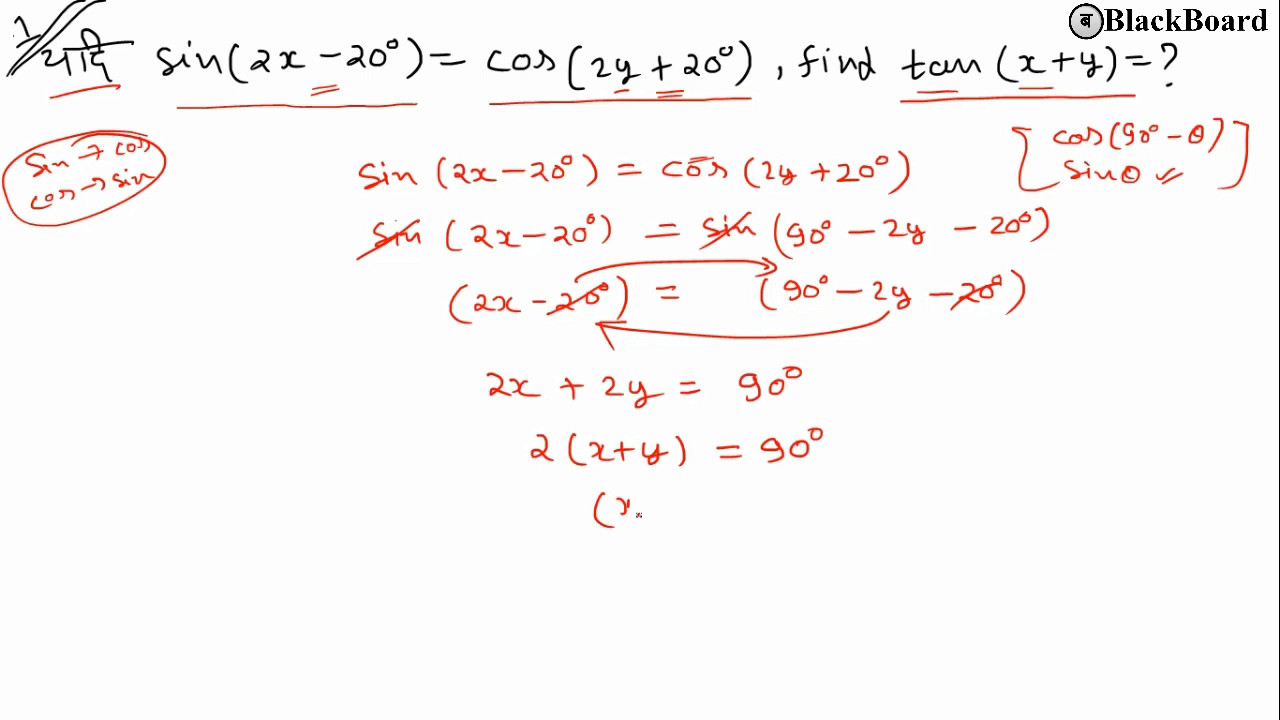 1
ब BlackBoard
यदि sin(2x - 20°) = cos(2y + 20°), find tan(x+y) = ?
sin → cos
cos → sin
[cos(90° - θ)
sinθ]
sin(2x - 20°) = cos(2y + 20°)
sin(2x - 20°) = sin(90° - 2y - 20°)
(2x - 20°) = (90° - 2y - 20°)
2x + 2y = 90°
2(x+y) = 90°
(x